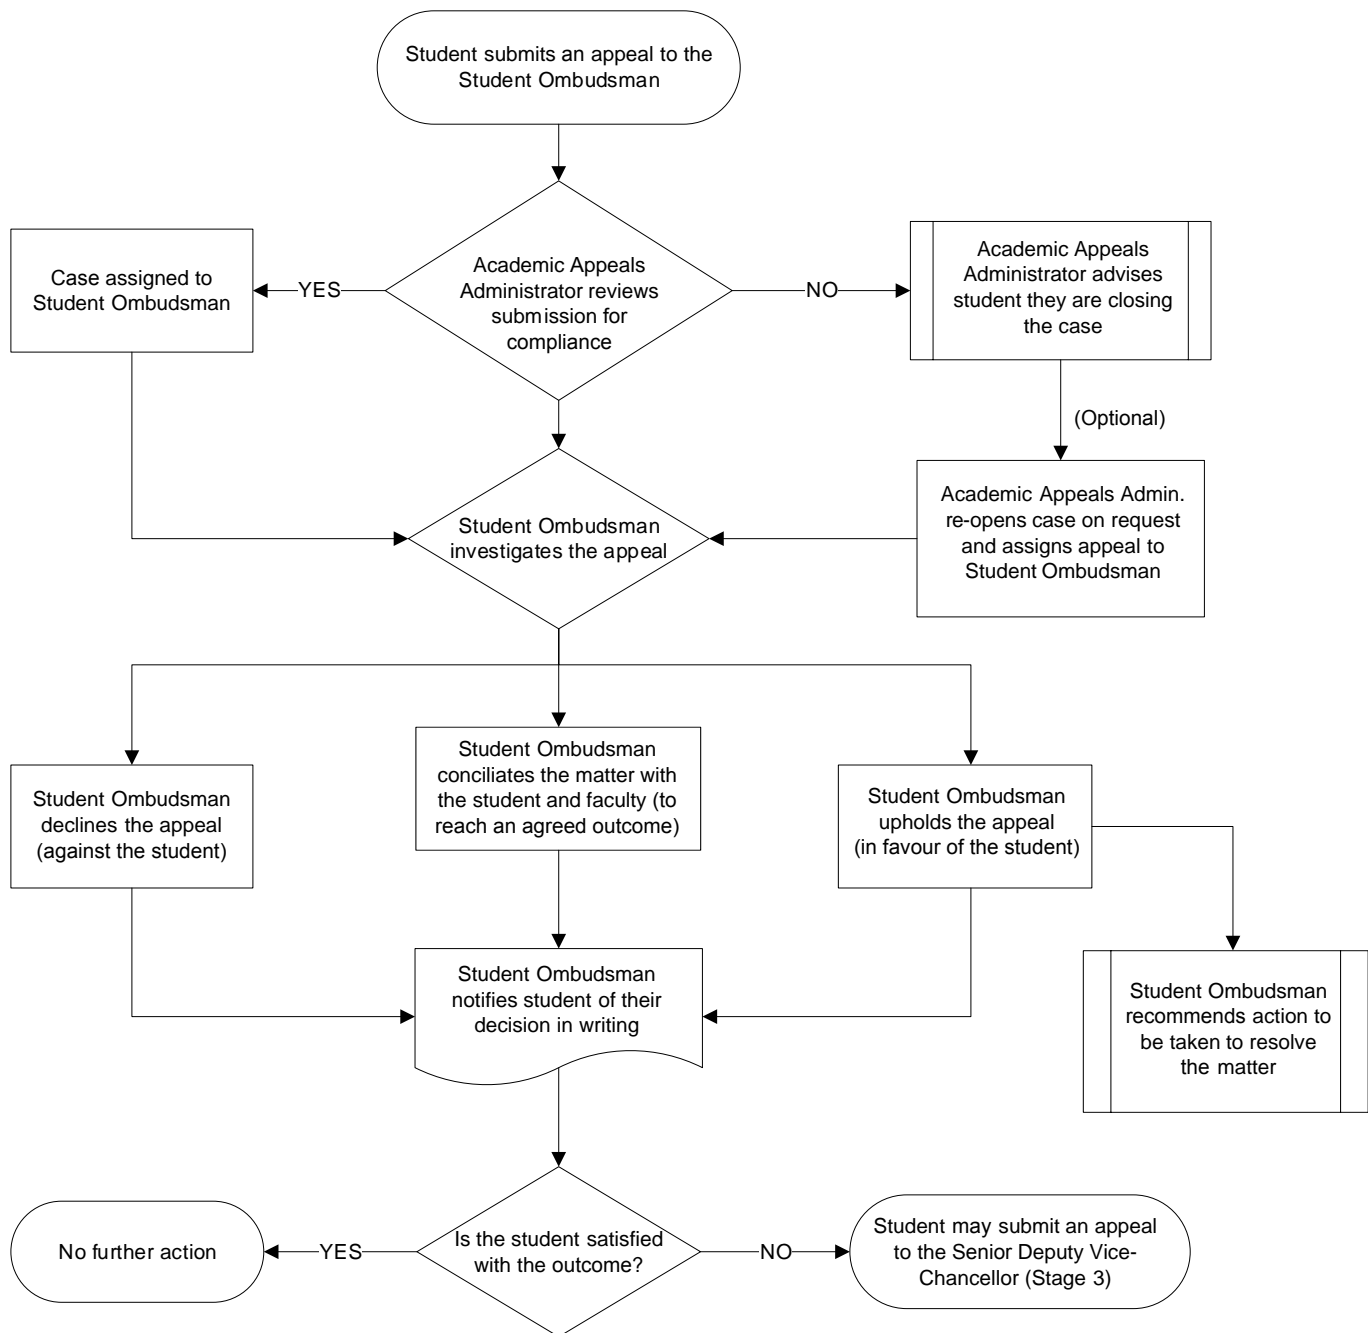 Student submits an appeal to the
Student Ombudsman
Case assigned to
Student Ombudsman
YES
Academic Appeals
Administrator reviews
submission for
compliance
NO
Academic Appeals
Administrator advises
student they are closing
the case
(Optional)
Student Ombudsman
investigates the appeal
Academic Appeals Admin.
re-opens case on request
and assigns appeal to
Student Ombudsman
Student Ombudsman
declines the appeal
(against the student)
Student Ombudsman
conciliates the matter with
the student and faculty (to
reach an agreed outcome)
Student Ombudsman
upholds the appeal
(in favour of the student)
Student Ombudsman
notifies student of their
decision in writing
Student Ombudsman
recommends action to
be taken to resolve
the matter
No further action
YES
Is the student satisfied
with the outcome?
NO
Student may submit an appeal
to the Senior Deputy Vice-
Chancellor (Stage 3)